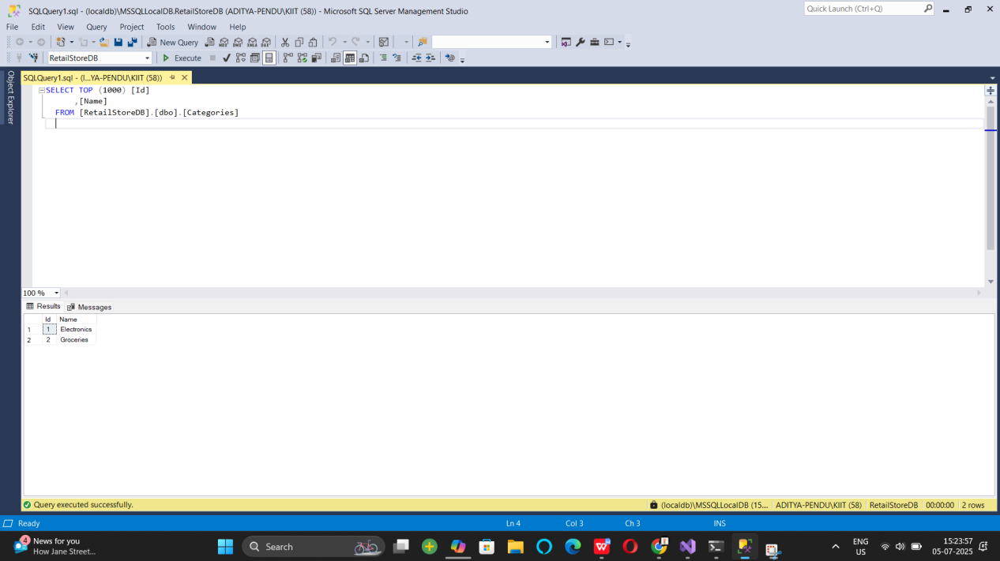 SQLQuery1.sql - (localdb)\MSSQLLocalDB.RetailStoreDB (ADITYA-PENDU\KIIT (58)) - Microsoft SQL Server Management Studio
Quick Launch (Ctrl+Q)
File Edit View Query Project Tools Window Help
New Query
RetailStoreDB
Execute
Object Explorer
SQLQuery1.sql - (l...YA-PENDU\KIIT (58))
SELECT TOP (1000) [Id]
,[Name]
FROM [RetailStoreDB].[dbo].[Categories]
100 %
Results Messages
Id Name
1 1 Electronics
2 2 Groceries
Query executed successfully.
(localdb)\MSSQLLocalDB (15.... ADITYA-PENDU\KIIT (58) RetailStoreDB 00:00:00 2 rows
Ready Ln 4 Col 3 Ch 3 INS
4
News for you
How Jane Street...
Search
ENG
US
15:23:57
05-07-2025